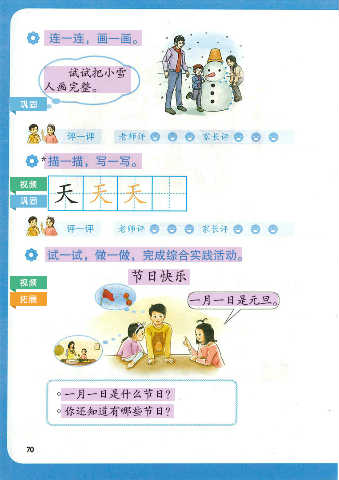 连一连，画一画。
试试把小雪
人画完整。
巩固
评一评 老师评 家长评
*描一描，写一写。
视频
巩固
天 天 天
评一评 老师评 家长评
试一试，做一做，完成综合实践活动。
视频
拓展
节日快乐
一月一日是元旦。
一月一日是什么节日？
你还知道有哪些节日？
70